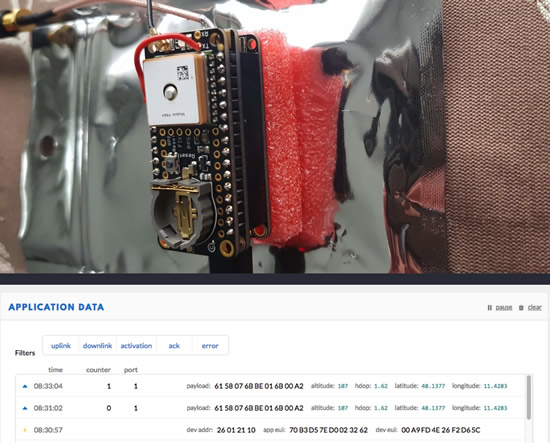 Reset
APPLICATION DATA
pause clear
Filters uplink downlink activation ack error
time counter port
08:33:04 1 1 payload: 61 58 07 6B BE 01 6B 00 A2 altitude: 107 hdop: 1.62 latitude: 48.1377 longitude: 11.4283
08:31:02 0 1 payload: 61 58 07 6B BE 01 6B 00 A2 altitude: 107 hdop: 1.62 latitude: 48.1377 longitude: 11.4283
08:30:57 dev addr: 26 01 21 10 app eui: 70 B3 D5 7E D0 02 32 62 dev eui: 00 A9 FD 4E 26 F2 D6 5C